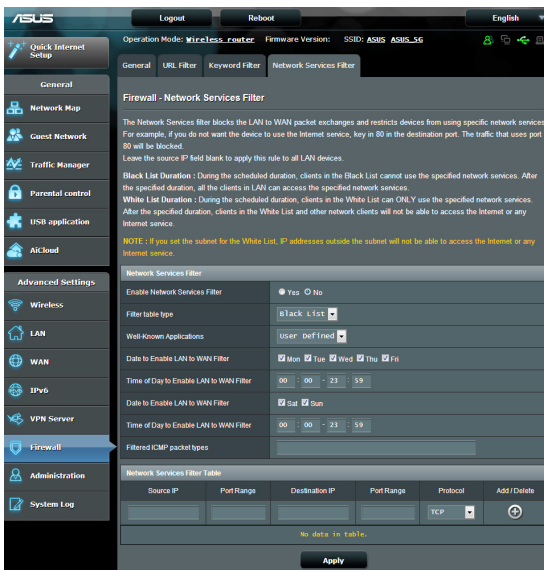 ASUS
Logout
Reboot
English
Quick Internet
Setup
Operation Mode: Wireless router Firmware Version: SSID: ASUS ASUS_5G
General
URL Filter
Keyword Filter
Network Services Filter
General
Network Map
Guest Network
Traffic Manager
Parental control
USB application
AiCloud
Advanced Settings
Wireless
LAN
WAN
IPv6
VPN Server
Firewall
Administration
System Log
Firewall - Network Services Filter
The Network Services filter blocks the LAN to WAN packet exchanges and restricts devices from using specific network services.
For example, if you do not want the device to use the Internet service, key in 80 in the destination port. The traffic that uses port
80 will be blocked.
Leave the source IP field blank to apply this rule to all LAN devices.
Black List Duration : During the scheduled duration, clients in the Black List cannot use the specified network services. After
the specified duration, all the clients in LAN can access the specified network services.
White List Duration : During the scheduled duration, clients in the White List can ONLY use the specified network services.
After the specified duration, clients in the White List and other network clients will not be able to access the Internet or any
Internet service.
NOTE : If you set the subnet for the White List, IP addresses outside the subnet will not be able to access the Internet or any
Internet service.
Network Services Filter
Enable Network Services Filter Yes No
Filter table type Black List
Well-Known Applications User Defined
Date to Enable LAN to WAN Filter Mon Tue Wed Thu Fri
Time of Day to Enable LAN to WAN Filter 00 : 00 - 23 : 59
Date to Enable LAN to WAN Filter Sat Sun
Time of Day to Enable LAN to WAN Filter 00 : 00 - 23 : 59
Filtered ICMP packet types
Network Services Filter Table
Source IP Port Range Destination IP Port Range Protocol Add / Delete
TCP
No data in table.
Apply